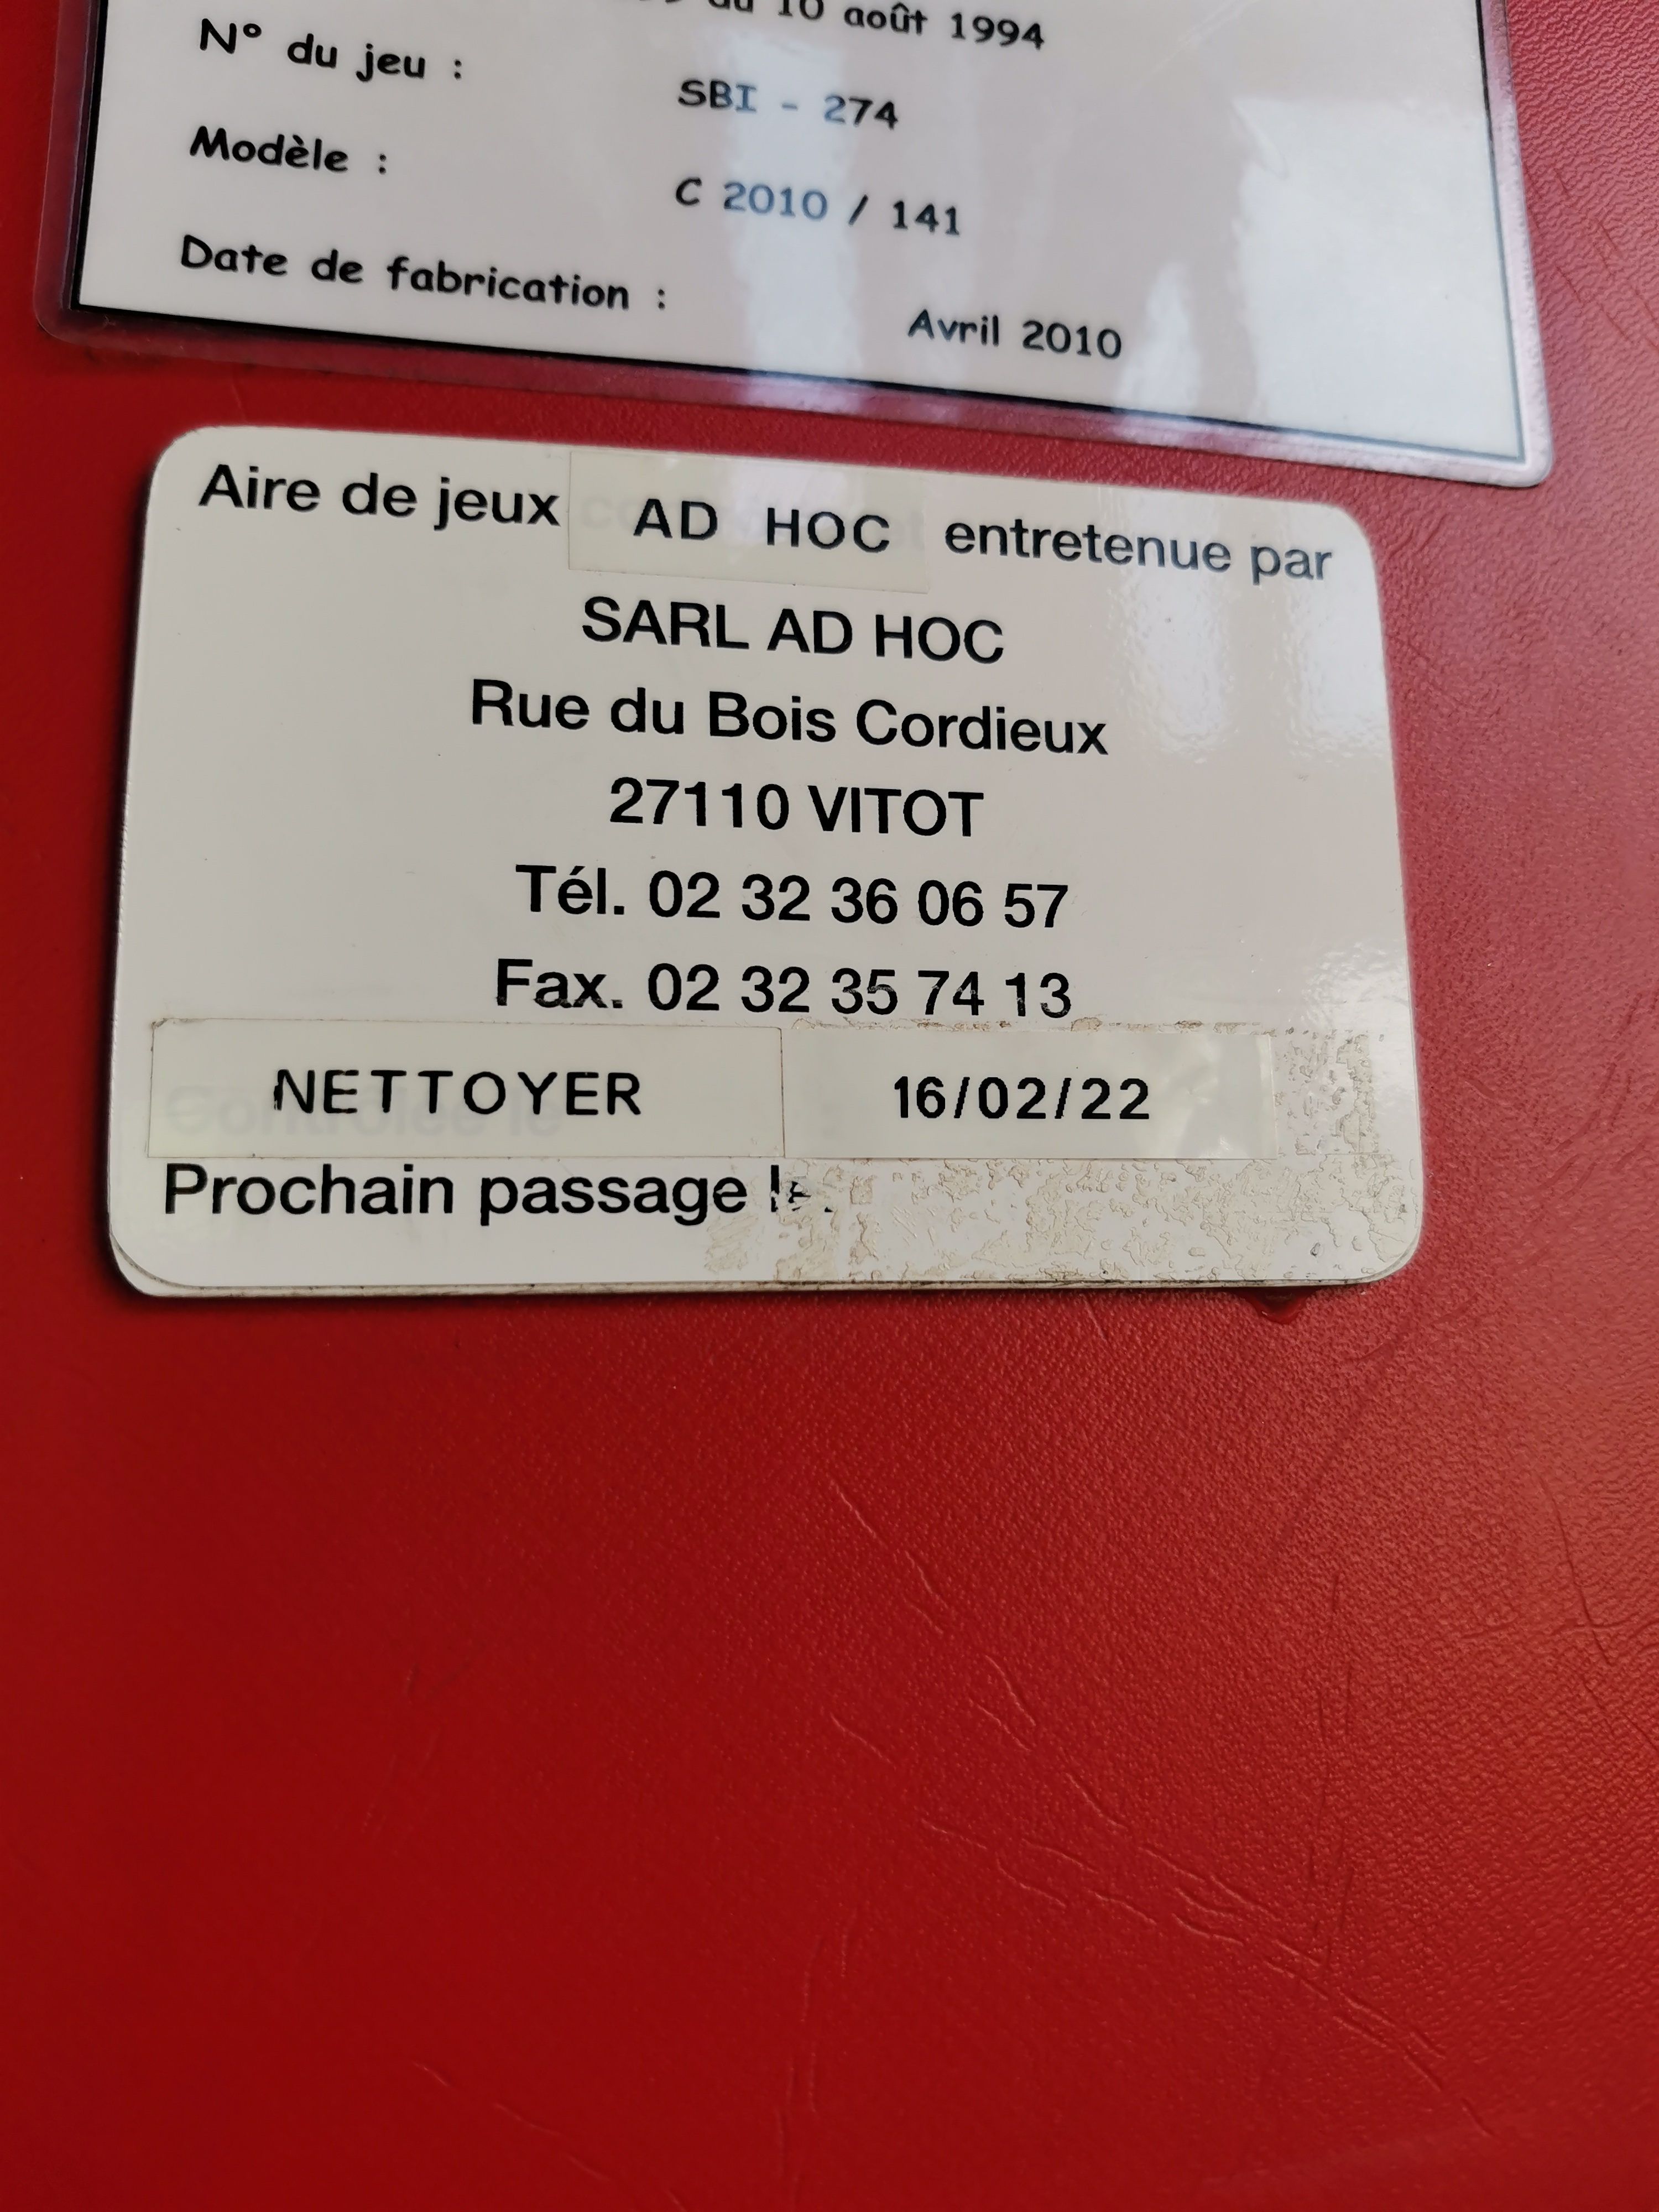 du 10 août 1994
N° du jeu :
SBI - 274
Modèle :
C 2010 / 141
Date de fabrication :
Avril 2010
Aire de jeux AD HOC entretenue par
SARL AD HOC
Rue du Bois Cordieux
27110 VITOT
Tél. 02 32 36 06 57
Fax. 02 32 35 74 13
NETTOYER 16/02/22
Prochain passage le